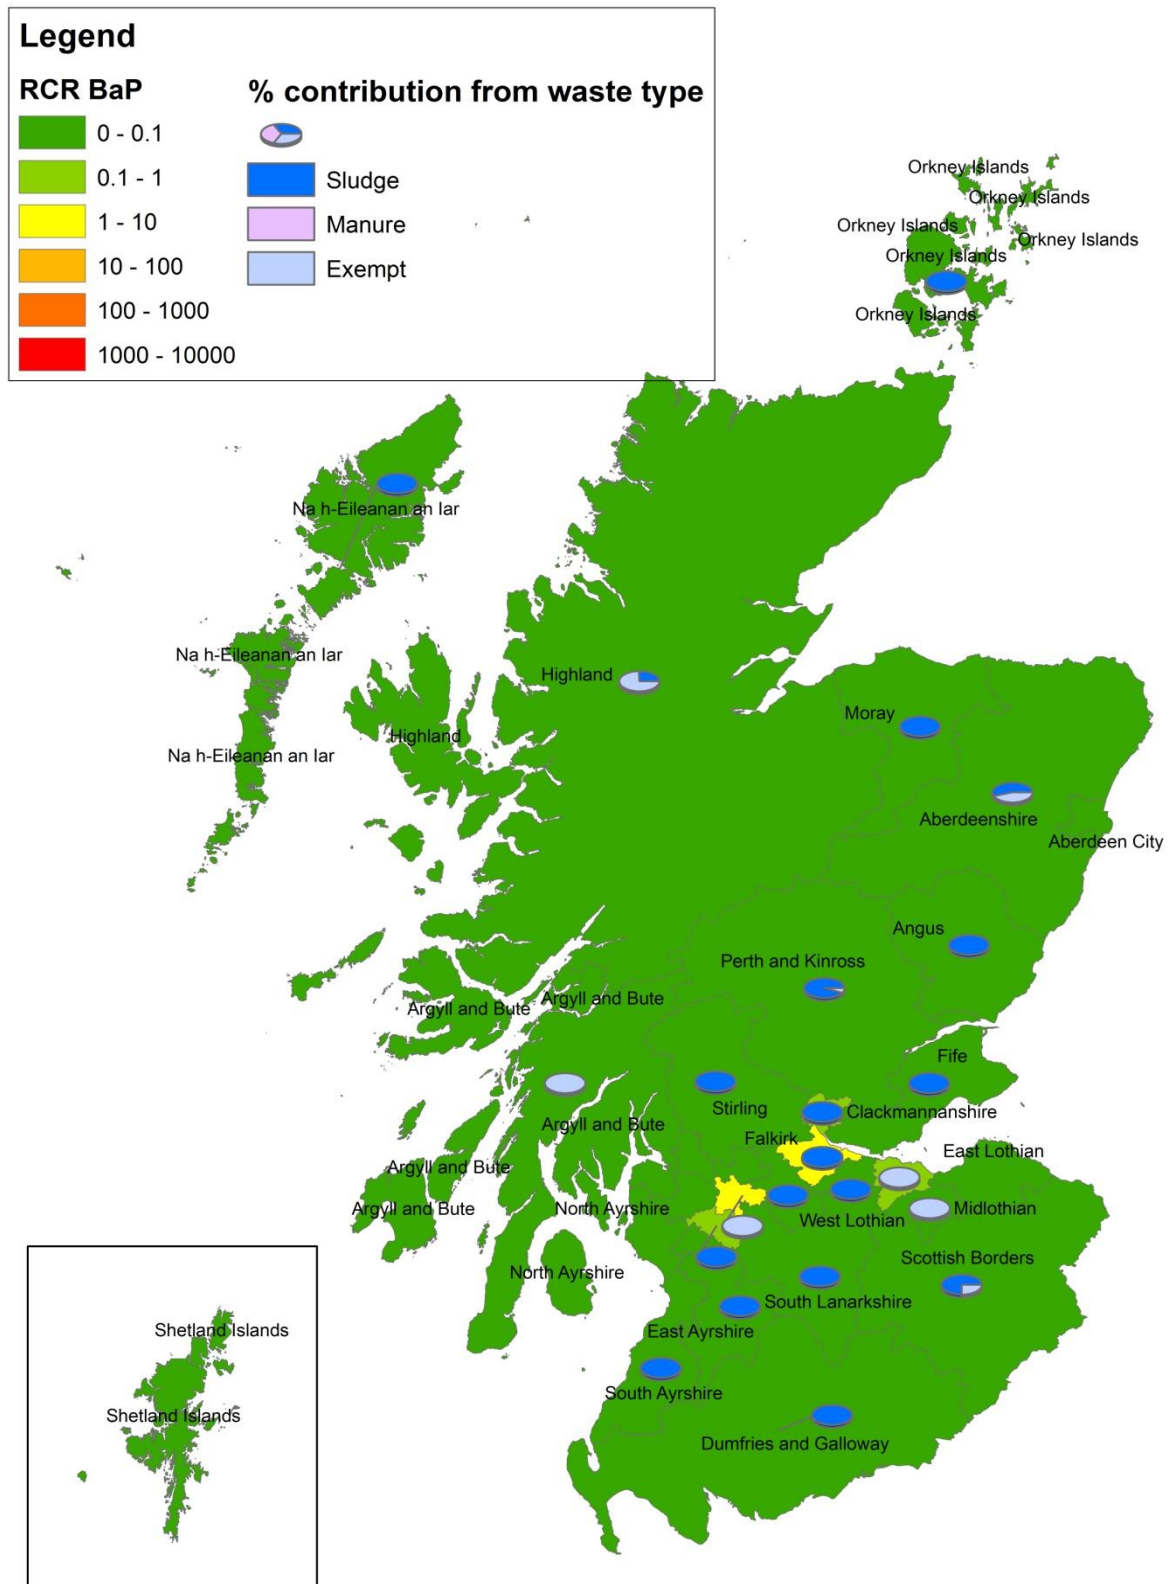 Legend
RCR BaP
0 - 0.1
0.1 - 1
1 - 10
10 - 100
100 - 1000
1000 - 10000
% contribution from waste type
Sludge
Manure
Exempt
Orkney Islands
Orkney Islands
Orkney Islands
Orkney Islands
Orkney Islands
Orkney Islands
Na h-Eileanan an Iar
Na h-Eileanan an Iar
Highland
Moray
Highland
Na h-Eileanan an Iar
Aberdeenshire
Aberdeen City
Angus
Perth and Kinross
Argyll and Bute
Argyll and Bute
Fife
Stirling
Clackmannanshire
Argyll and Bute
Falkirk
East Lothian
Argyll and Bute
Argyll and Bute
North Ayrshire
West Lothian
Midlothian
Scottish Borders
North Ayrshire
South Lanarkshire
East Ayrshire
Shetland Islands
South Ayrshire
Shetland Islands
Dumfries and Galloway